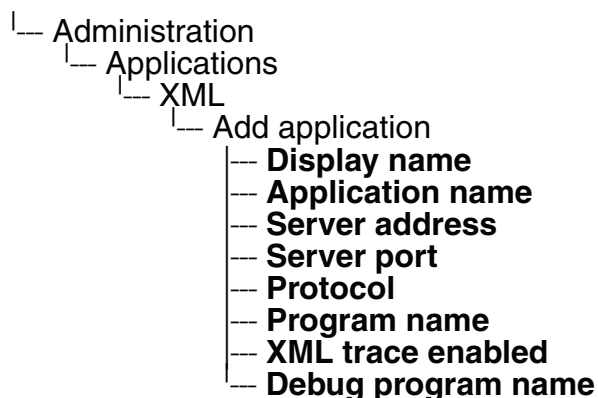 Administration
Applications
XML
Add application
Display name
Application name
Server address
Server port
Protocol
Program name
XML trace enabled
Debug program name